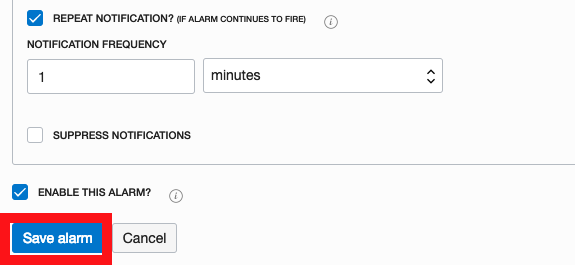 REPEAT NOTIFICATION? (IF ALARM CONTINUES TO FIRE) i
NOTIFICATION FREQUENCY
1 minutes
SUPPRESS NOTIFICATIONS
ENABLE THIS ALARM? i
Save alarm Cancel